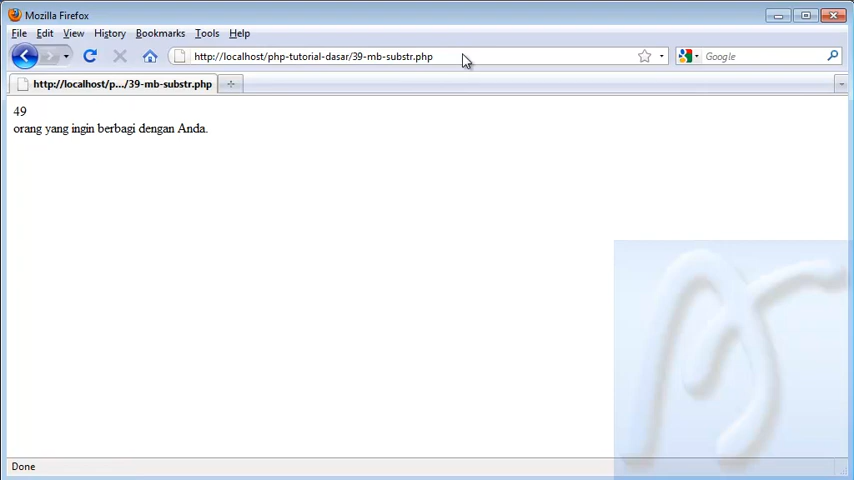 Mozilla Firefox
File Edit View History Bookmarks Tools Help
http://localhost/php-tutorial-dasar/39-mb-substr.php
Google
http://localhost/p.../39-mb-substr.php
49
orang yang ingin berbagi dengan Anda.
Done